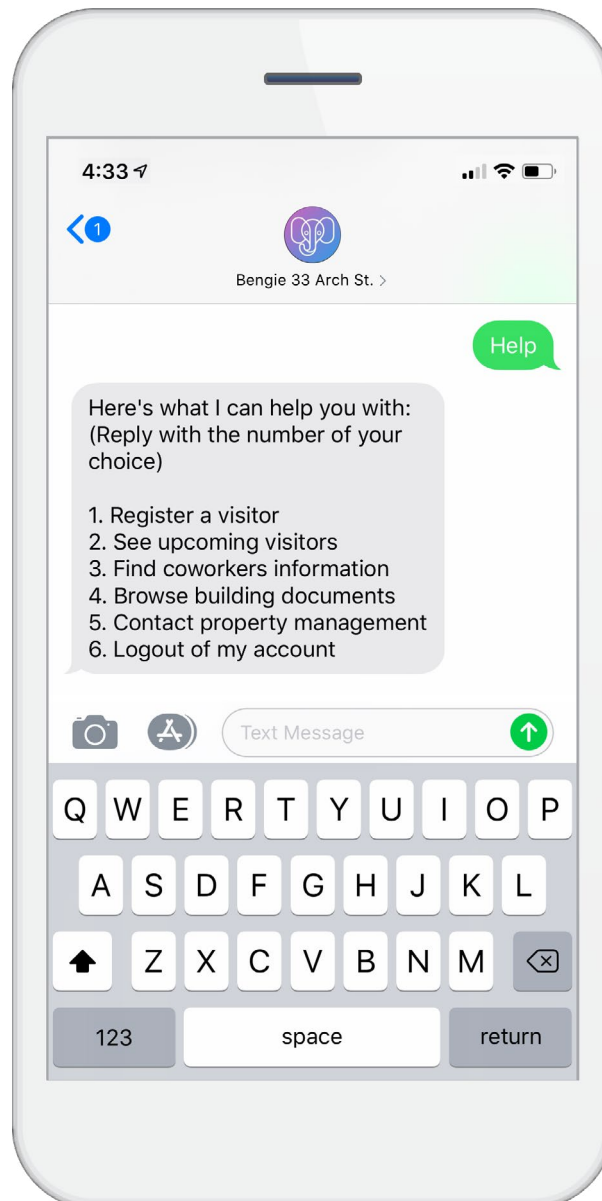 4:33
1
Bengie 33 Arch St. >
Help
Here's what I can help you with:
(Reply with the number of your
choice)
1. Register a visitor
2. See upcoming visitors
3. Find coworkers information
4. Browse building documents
5. Contact property management
6. Logout of my account
Text Message
Q W E R T Y U I O P
A S D F G H J K L
Z X C V B N M
123 space return